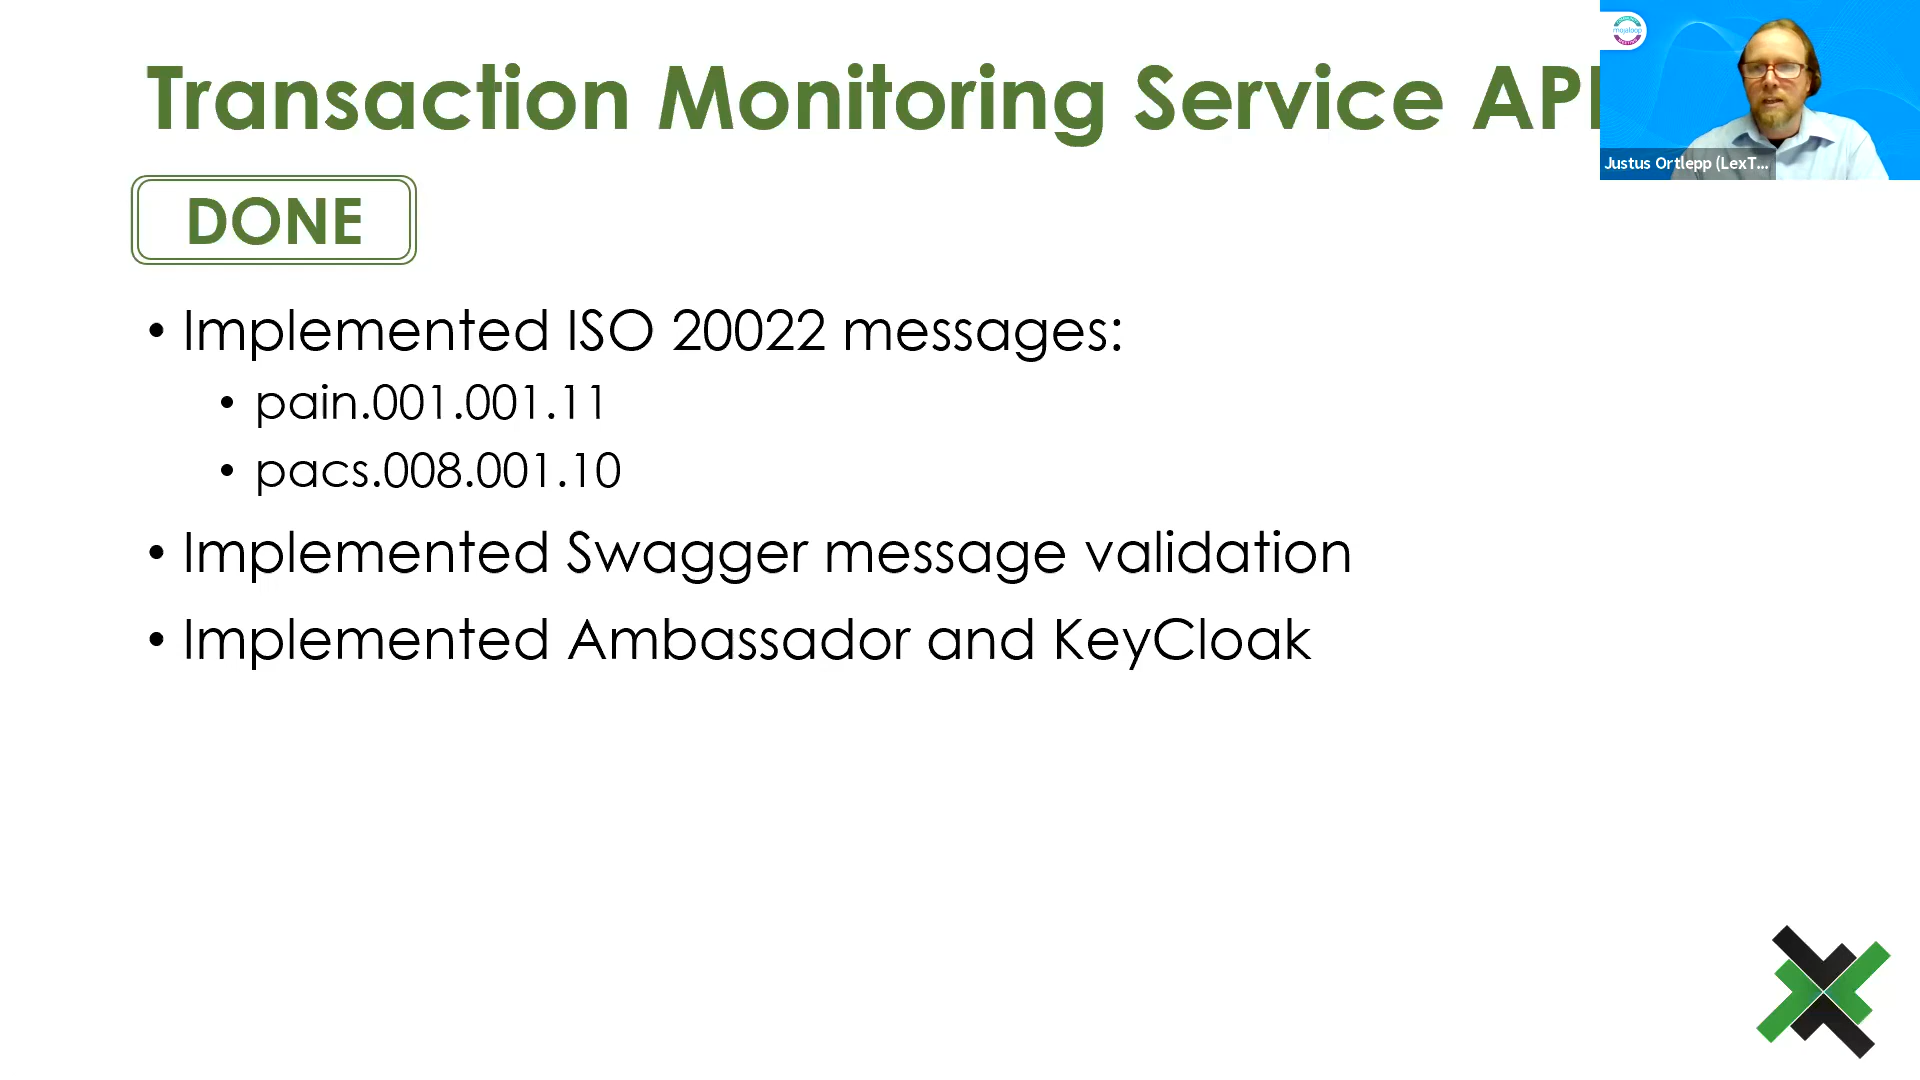 Transaction Monitoring Service API
DONE
• Implemented ISO 20022 messages:
• pain.001.001.11
• pacs.008.001.10
• Implemented Swagger message validation
• Implemented Ambassador and KeyCloak
mojaloop
Justus Ortlepp (LexT...